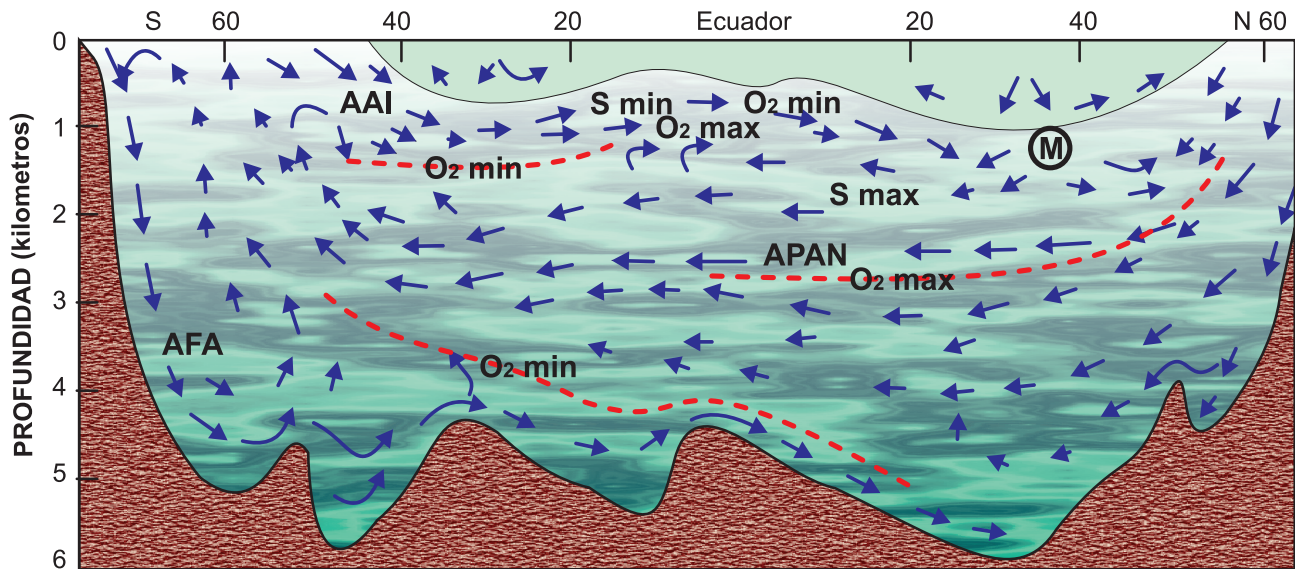 S 60 40 20 Ecuador 20 40 N 60
PROFUNDIDAD (kilometros)
0
1
2
3
4
5
6
AAI
S min
O2 min
O2 max
O2 min
M
S max
APAN
O2 max
AFA
O2 min